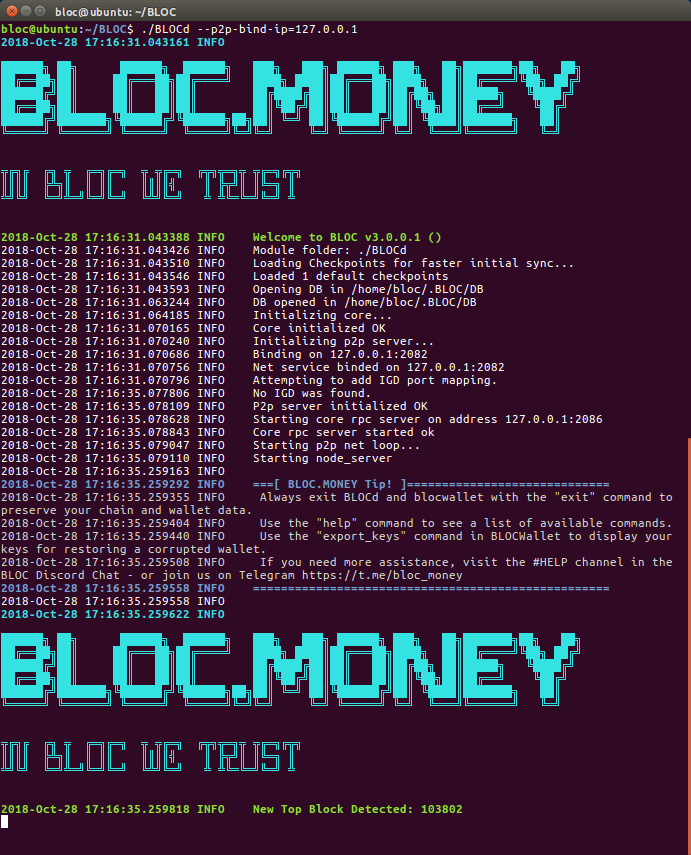 bloc@ubuntu: ~/BLOC
bloc@ubuntu:~/BLOC$ ./BLOCd --p2p-bind-ip=127.0.0.1
2018-Oct-28 17:16:31.043161 INFO
BLOC.MONEY
IN BLOC WE TRUST
2018-Oct-28 17:16:31.043388 INFO    Welcome to BLOC v3.0.0.1 ()
2018-Oct-28 17:16:31.043426 INFO    Module folder: ./BLOCd
2018-Oct-28 17:16:31.043510 INFO    Loading Checkpoints for faster initial sync...
2018-Oct-28 17:16:31.043546 INFO    Loaded 1 default checkpoints
2018-Oct-28 17:16:31.043593 INFO    Opening DB in /home/bloc/.BLOC/DB
2018-Oct-28 17:16:31.063244 INFO    DB opened in /home/bloc/.BLOC/DB
2018-Oct-28 17:16:31.064185 INFO    Initializing core...
2018-Oct-28 17:16:31.070165 INFO    Core initialized OK
2018-Oct-28 17:16:31.070240 INFO    Initializing p2p server...
2018-Oct-28 17:16:31.070686 INFO    Binding on 127.0.0.1:2082
2018-Oct-28 17:16:31.070756 INFO    Net service binded on 127.0.0.1:2082
2018-Oct-28 17:16:31.070796 INFO    Attempting to add IGD port mapping.
2018-Oct-28 17:16:35.077806 INFO    No IGD was found.
2018-Oct-28 17:16:35.078109 INFO    P2p server initialized OK
2018-Oct-28 17:16:35.078628 INFO    Starting core rpc server on address 127.0.0.1:2086
2018-Oct-28 17:16:35.078843 INFO    Core rpc server started ok
2018-Oct-28 17:16:35.079047 INFO    Starting p2p net loop...
2018-Oct-28 17:16:35.079110 INFO    Starting node_server
2018-Oct-28 17:16:35.259163 INFO
2018-Oct-28 17:16:35.259292 INFO    ===[ BLOC.MONEY Tip! ]=============================
2018-Oct-28 17:16:35.259355 INFO     Always exit BLOCd and blocwallet with the "exit" command to
preserve your chain and wallet data.
2018-Oct-28 17:16:35.259404 INFO     Use the "help" command to see a list of available commands.
2018-Oct-28 17:16:35.259440 INFO     Use the "export_keys" command in BLOCWallet to display your
keys for restoring a corrupted wallet.
2018-Oct-28 17:16:35.259508 INFO     If you need more assistance, visit the #HELP channel in the
BLOC Discord Chat - or join us on Telegram https://t.me/bloc_money
2018-Oct-28 17:16:35.259558 INFO    ===================================================
2018-Oct-28 17:16:35.259558 INFO
2018-Oct-28 17:16:35.259622 INFO
BLOC.MONEY
IN BLOC WE TRUST
2018-Oct-28 17:16:35.259818 INFO    New Top Block Detected: 103802